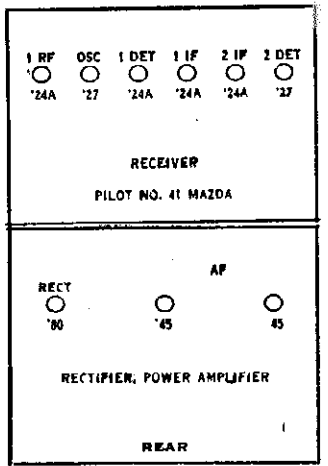 1 RF OSC 1 DET 1 IF 2 IF 2 DET
'24A '27 '24A '24A '24A '27
RECEIVER
PILOT NO. 41 MAZDA
AF
RECT
'80 '45 45
RECTIFIER, POWER AMPLIFIER
REAR